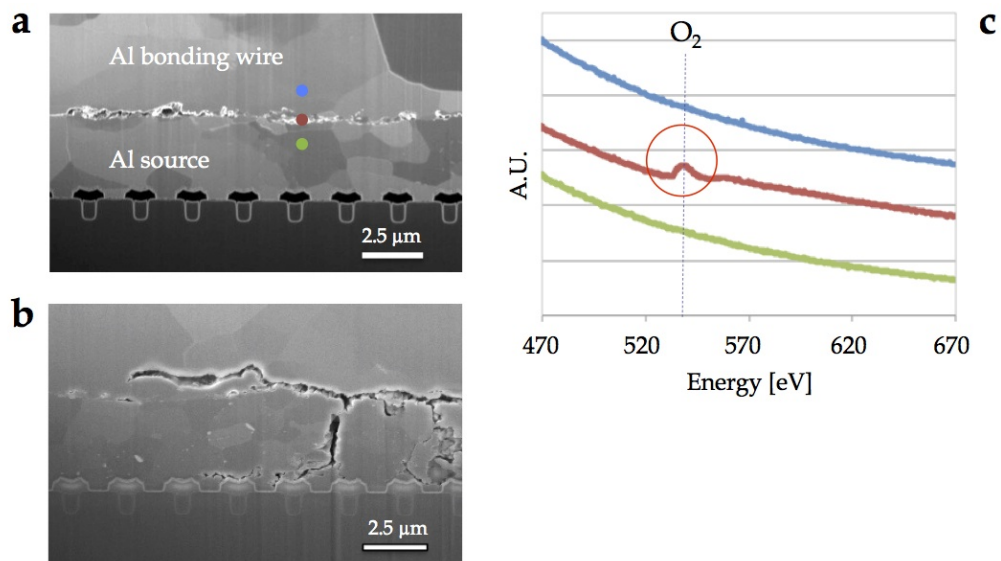 a
Al bonding wire
Al source
2.5 µm
b
2.5 µm
c
O2
A.U.
470 520 570 620 670
Energy [eV]